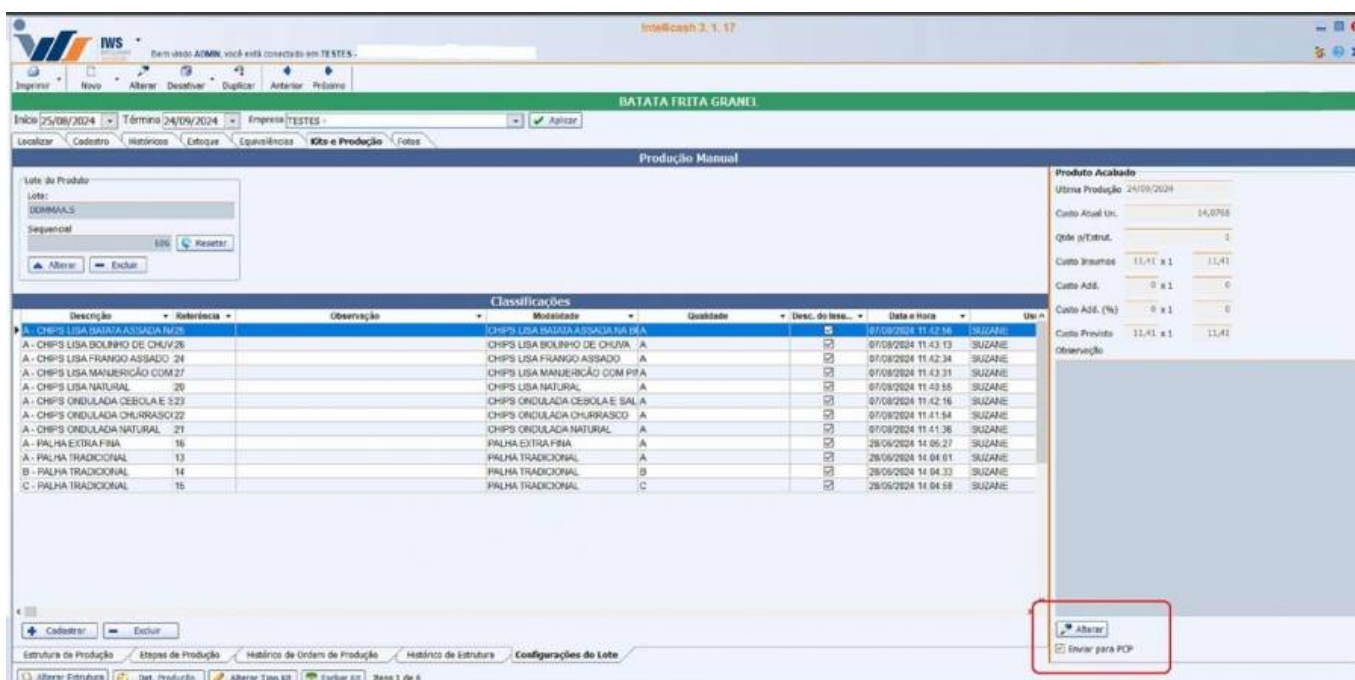 Intellicash 3. 1. 17
IWS
Bem vindo ADMIN, você está conectado em TESTES -
Imprimir Novo Alterar Desativar Duplicar Anterior Próximo
BATATA FRITA GRANEL
Início 25/08/2024 Término 24/09/2024 Empresa TESTES - Aplicar
Localizar Cadastro Históricos Estoque Equivalências Kits e Produção Fotos
Produção Manual
Lote do Produto
Lote:
DDMMAA.S
Sequencial
106 Resetar
Alterar Excluir
Produto Acabado
Ultima Produção 24/09/2024
Custo Atual Un. 14,0768
Qtde p/Estrut. 1
Custo Insumos 11,41 x 1 11,41
Custo Add. 0 x 1 0
Custo Add. (%) 0 x 1 0
Custo Previsto 11,41 x 1 11,41
Observação
Classificações
Descrição Referência Observação Modalidade Qualidade Desc. do tess... Data e Hora Usu
A - CHIPS LISA BATATA ASSADA NA 25 CHIPS LISA BATATA ASSADA NA BR A 07/08/2024 11:42:56 SUZANE
A - CHIPS LISA BOLINHO DE CHUV 26 CHIPS LISA BOLINHO DE CHUVA A 07/08/2024 11:43:13 SUZANE
A - CHIPS LISA FRANGO ASSADO 24 CHIPS LISA FRANGO ASSADO A 07/08/2024 11:42:34 SUZANE
A - CHIPS LISA MANJERICÃO COM 27 CHIPS LISA MANJERICÃO COM PIM A 07/08/2024 11:43:31 SUZANE
A - CHIPS LISA NATURAL 20 CHIPS LISA NATURAL A 07/08/2024 11:40:55 SUZANE
A - CHIPS ONDULADA CEBOLA E S 23 CHIPS ONDULADA CEBOLA E SAL A 07/08/2024 11:42:16 SUZANE
A - CHIPS ONDULADA CHURRASCO 22 CHIPS ONDULADA CHURRASCO A 07/08/2024 11:41:54 SUZANE
A - CHIPS ONDULADA NATURAL 21 CHIPS ONDULADA NATURAL A 07/08/2024 11:41:36 SUZANE
A - PALHA EXTRA FINA 16 PALHA EXTRA FINA A 28/06/2024 14:05:27 SUZANE
A - PALHA TRADICIONAL 13 PALHA TRADICIONAL A 28/06/2024 14:04:01 SUZANE
B - PALHA TRADICIONAL 14 PALHA TRADICIONAL B 28/06/2024 14:04:33 SUZANE
C - PALHA TRADICIONAL 15 PALHA TRADICIONAL C 28/06/2024 14:04:58 SUZANE
Cadastrar Excluir
Alterar
Enviar para PCP
Estrutura de Produção Etapas de Produção Histórico de Ordem de Produção Histórico de Estrutura Configurações do Lote
Alterar Estrutura Det. Produção Alterar Tipo Kit Fechar Kit Itens 1 de 6